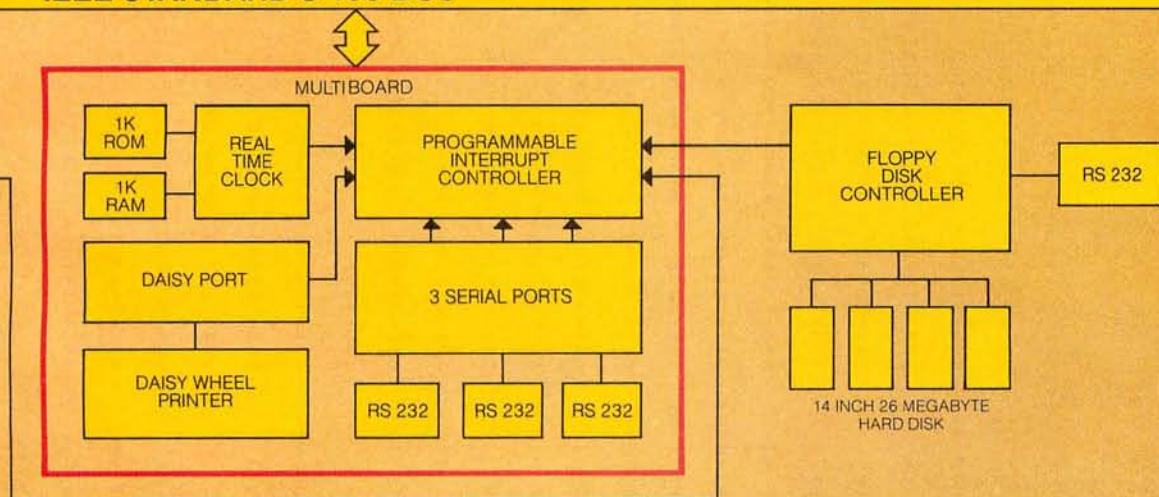 MULTIBOARD
1K
ROM
1K
RAM
REAL
TIME
CLOCK
PROGRAMMABLE
INTERRUPT
CONTROLLER
DAISY PORT
3 SERIAL PORTS
DAISY WHEEL
PRINTER
RS 232
RS 232
RS 232
FLOPPY
DISK
CONTROLLER
RS 232
14 INCH 26 MEGABYTE
HARD DISK